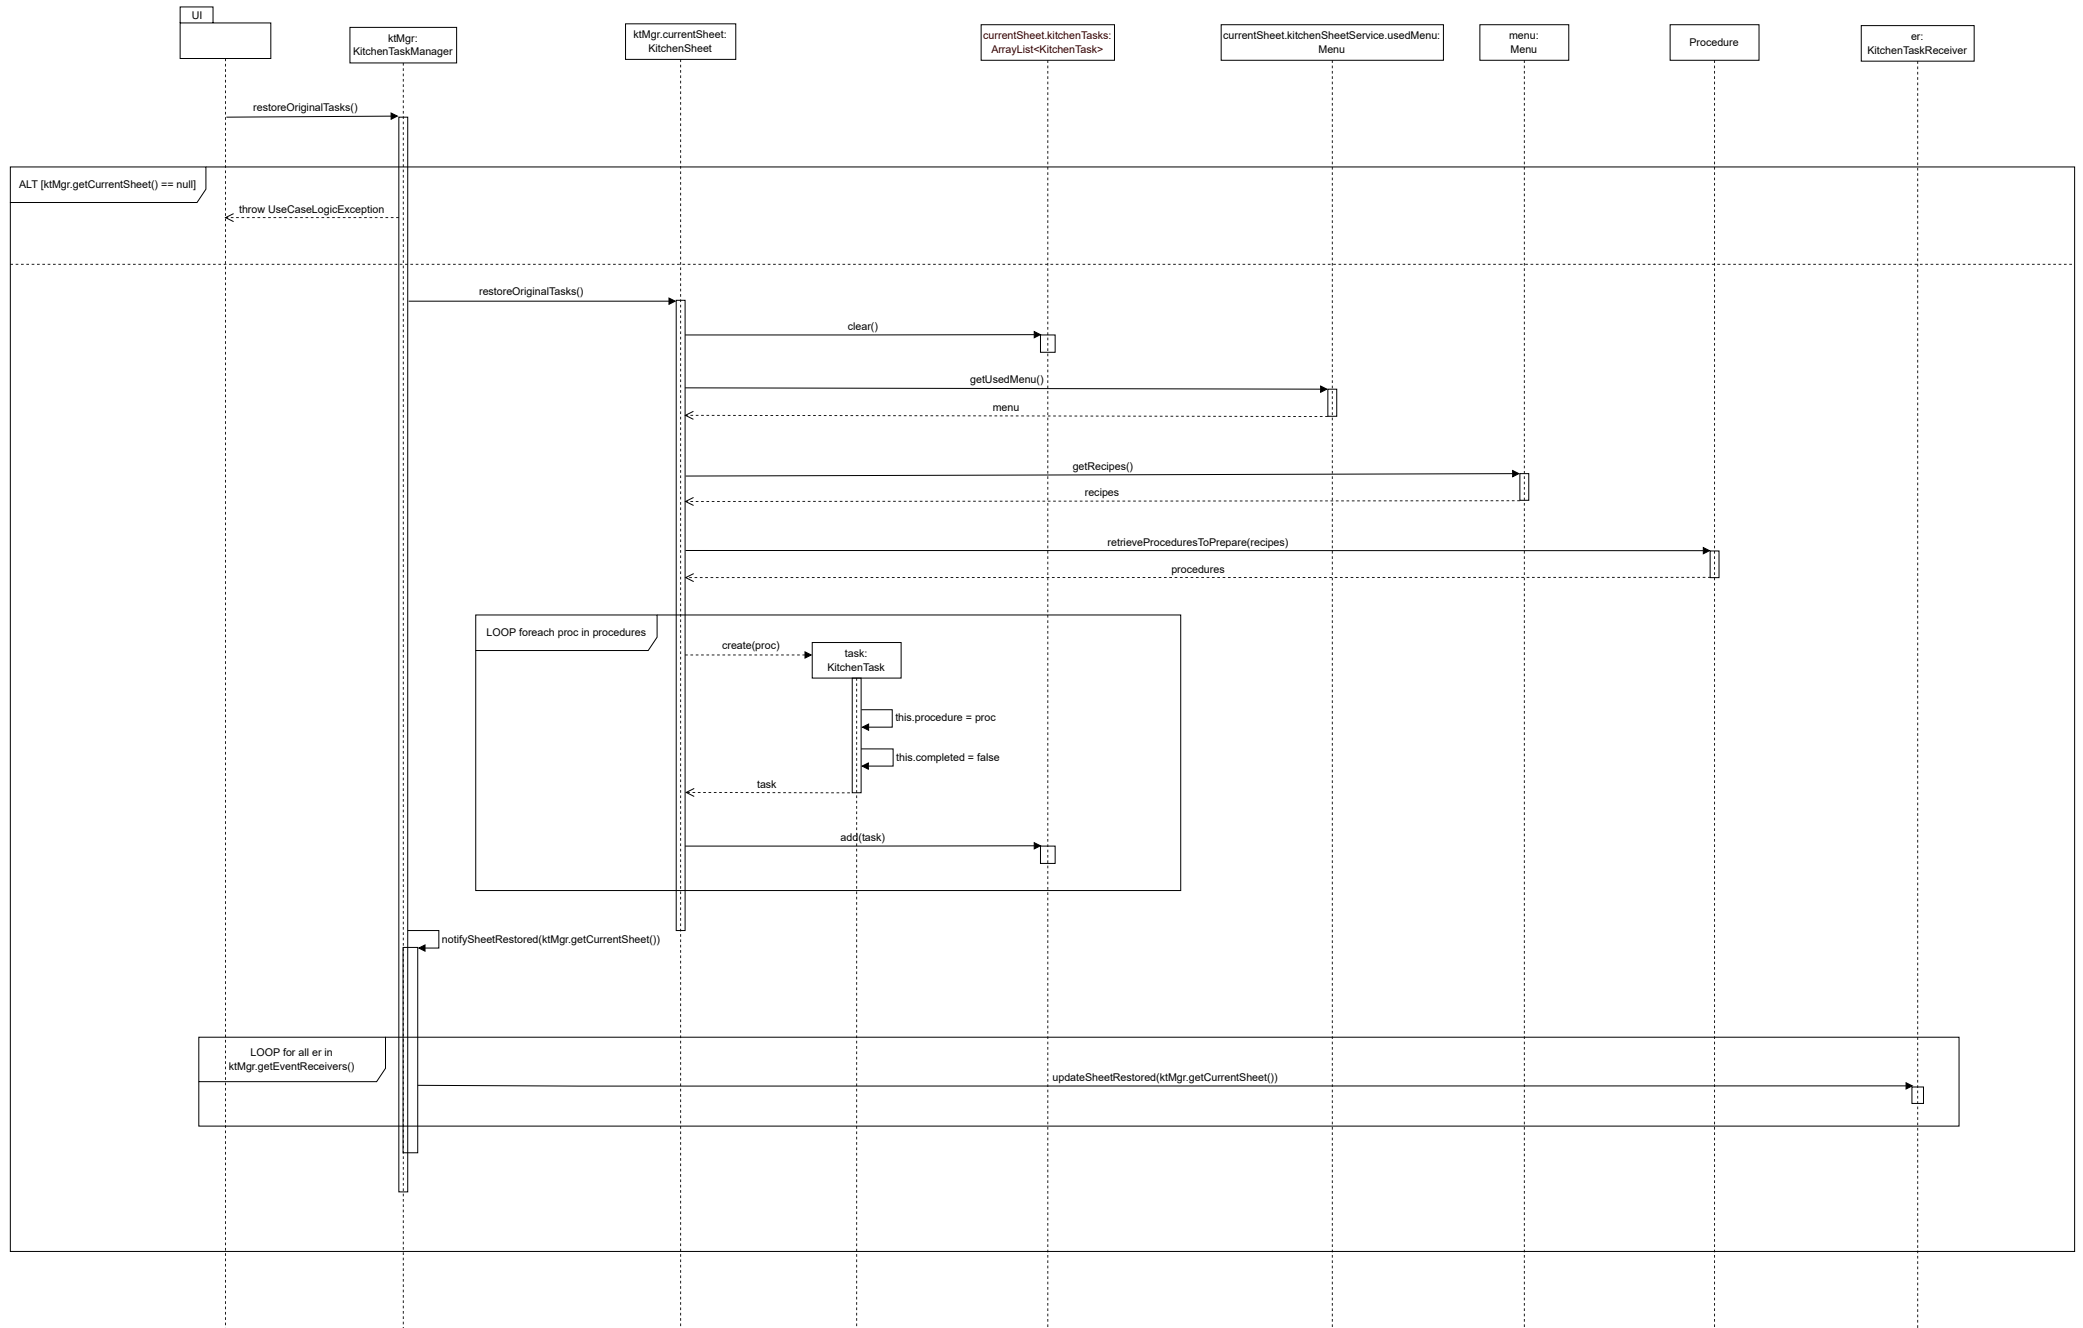 UI
ktMgr:
KitchenTaskManager
ktMgr.currentSheet:
KitchenSheet
currentSheet.kitchenTasks:
ArrayList<KitchenTask>
currentSheet.kitchenSheetService.usedMenu:
Menu
menu:
Menu
Procedure
er:
KitchenTaskReceiver
restoreOriginalTasks()
ALT [ktMgr.getCurrentSheet() == null]
throw UseCaseLogicException
restoreOriginalTasks()
clear()
getUsedMenu()
menu
getRecipes()
recipes
retrieveProceduresToPrepare(recipes)
procedures
LOOP foreach proc in procedures
create(proc)
task:
KitchenTask
this.procedure = proc
this.completed = false
task
add(task)
notifySheetRestored(ktMgr.getCurrentSheet())
LOOP for all er in
ktMgr.getEventReceivers()
updateSheetRestored(ktMgr.getCurrentSheet())